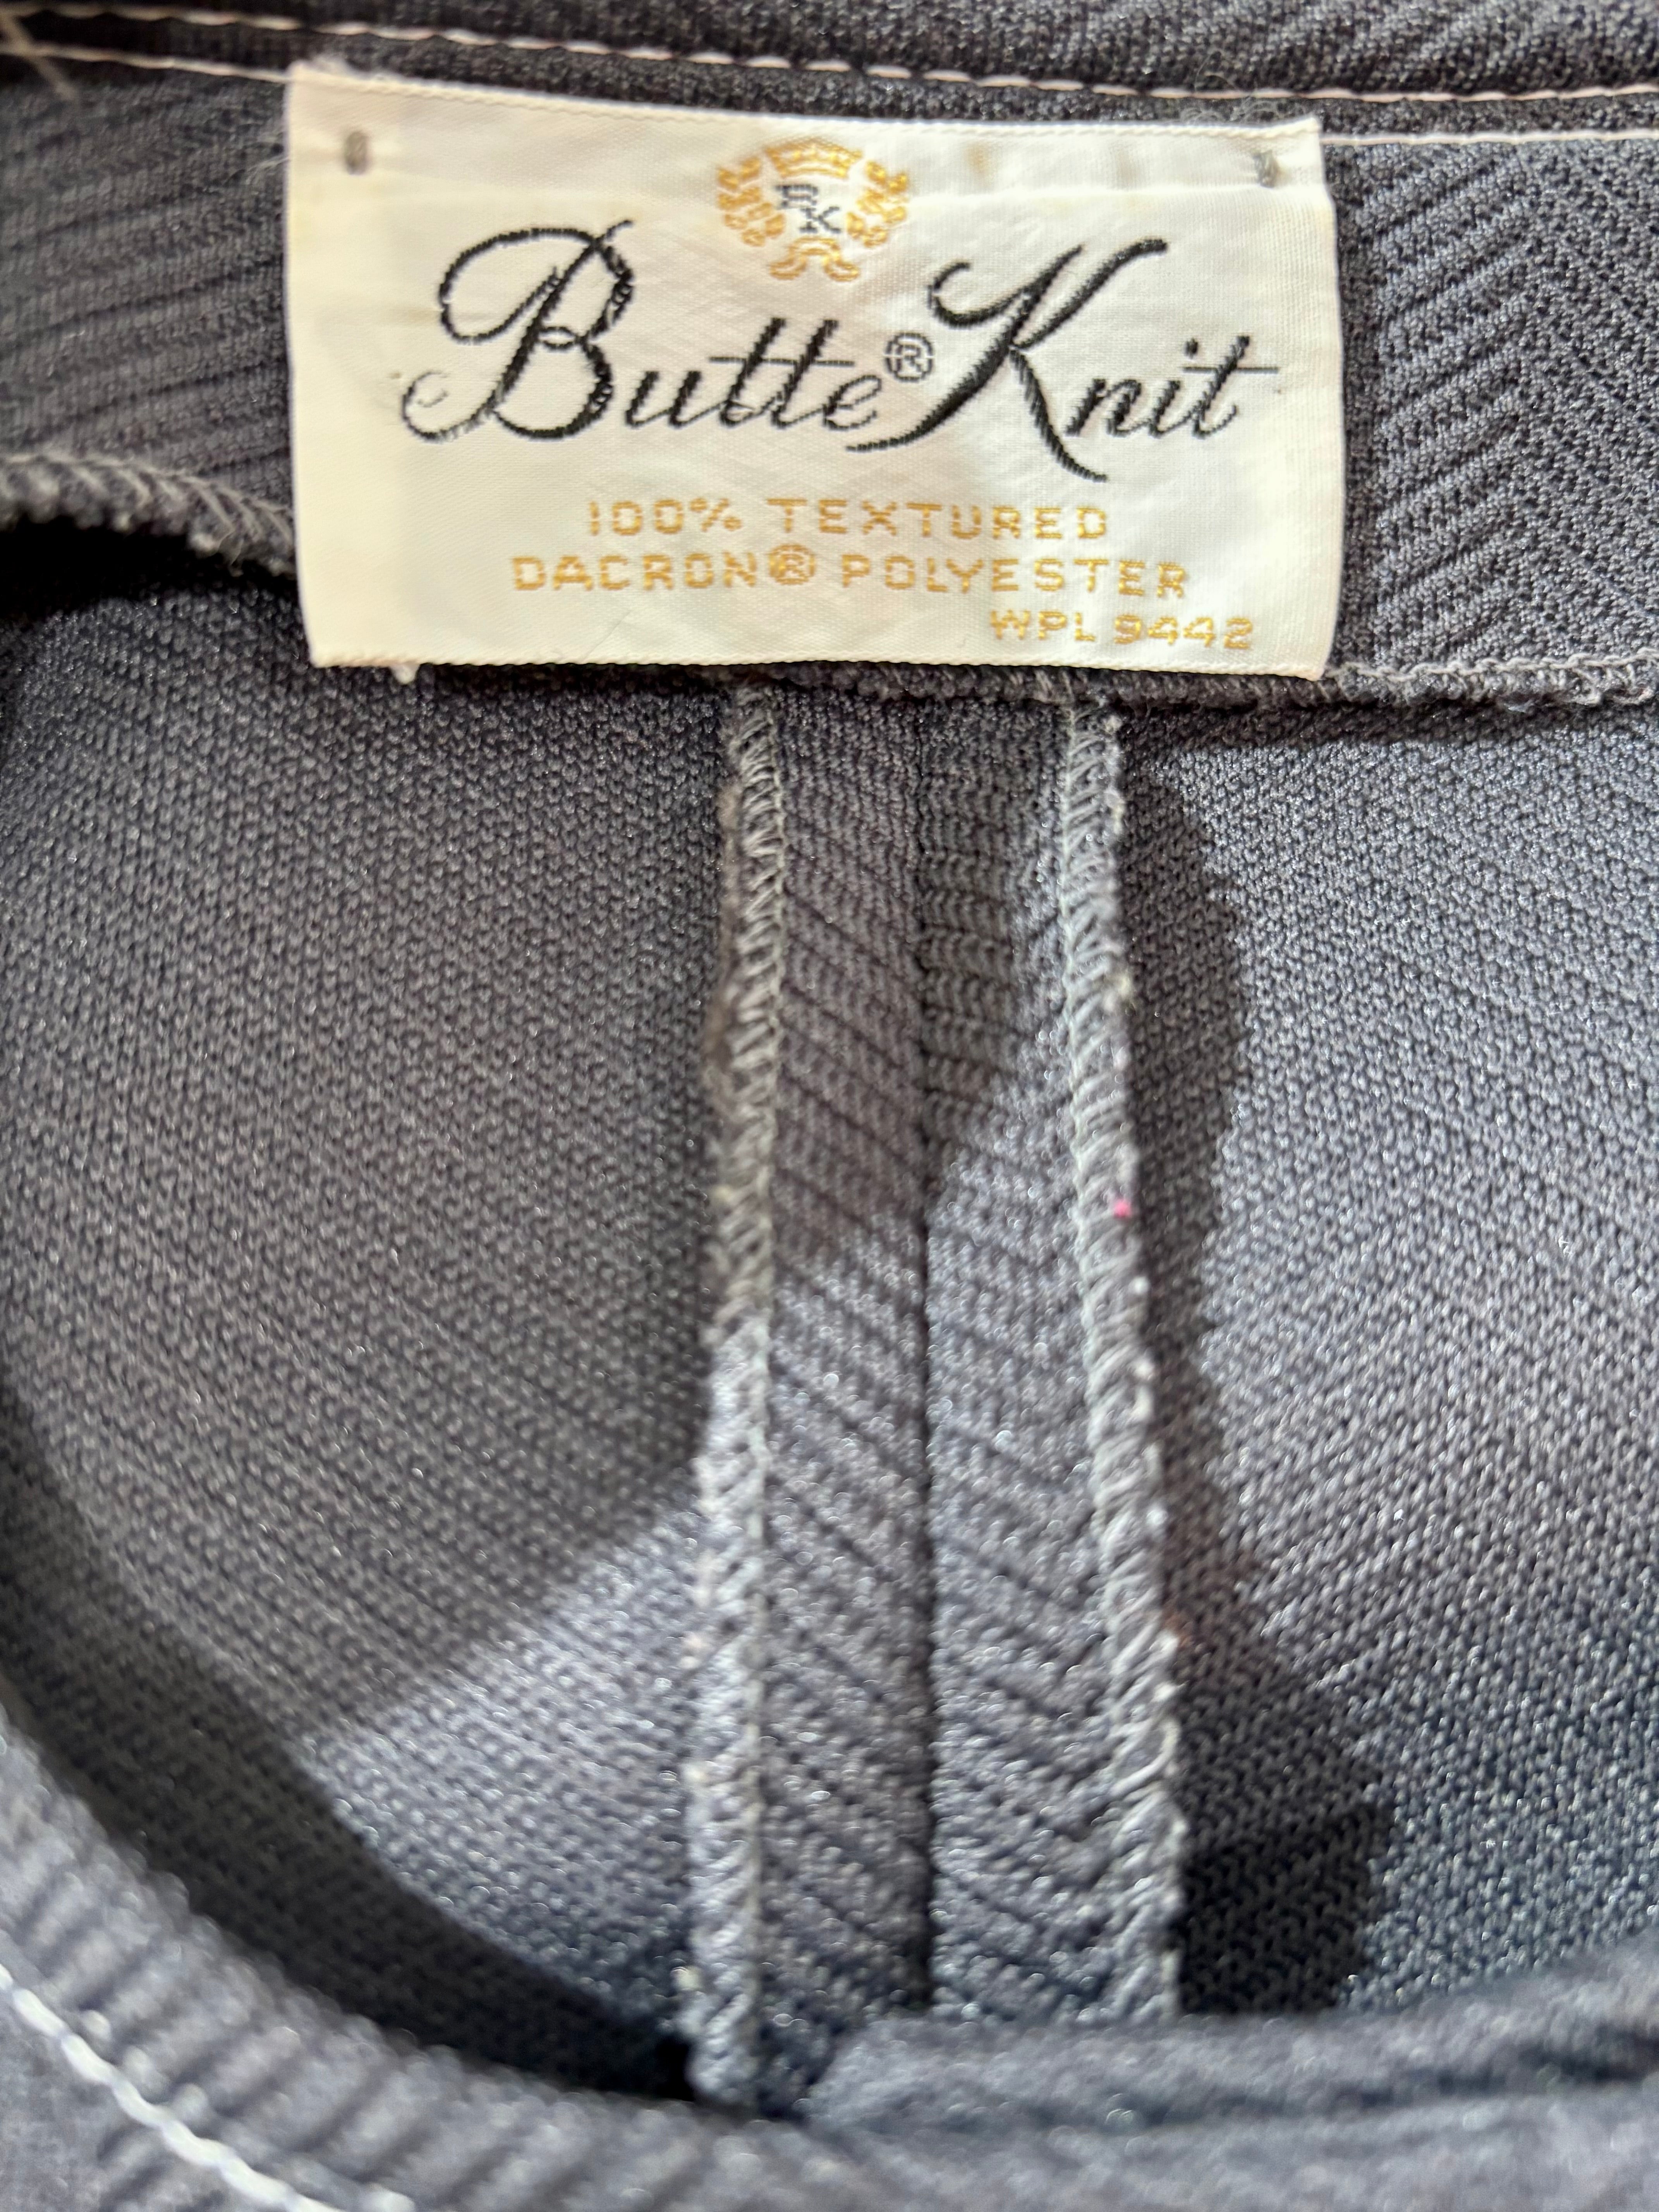 BK
Butte® Knit
100% TEXTURED
DACRON® POLYESTER
WPL 9442